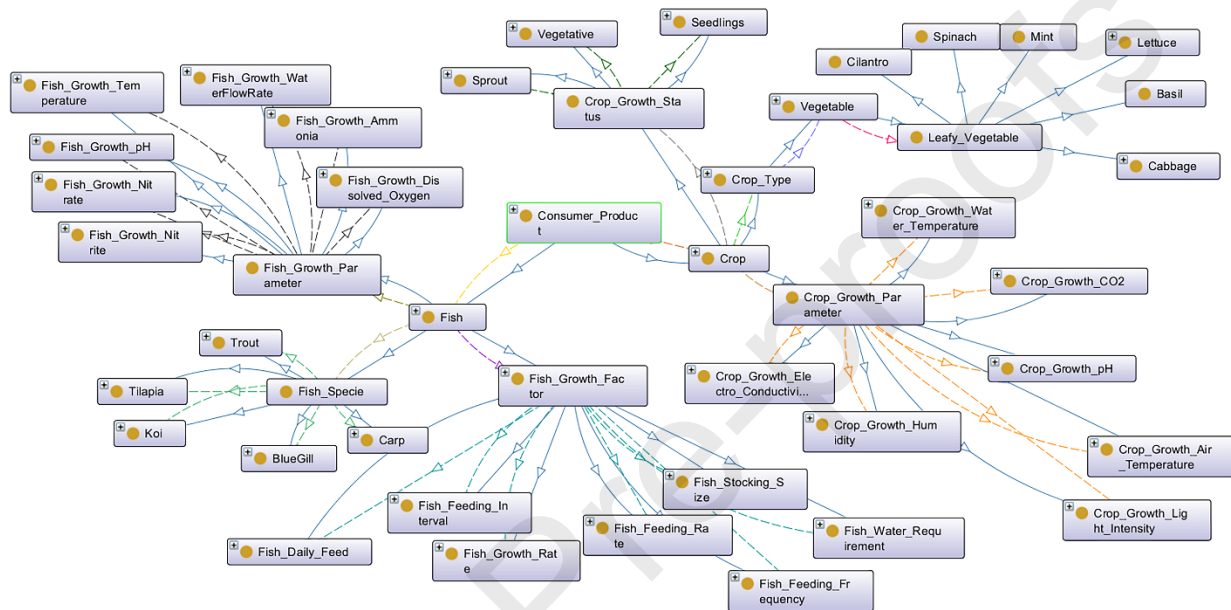 Vegetative
Seedlings
Spinach
Mint
Lettuce
Cilantro
Sprout
Fish_Growth_Tem
perature
Fish_Growth_Wat
erFlowRate
Crop_Growth_Sta
tus
Vegetable
Basil
Fish_Growth_Amm
onia
Leafy_Vegetable
Fish_Growth_pH
Cabbage
Fish_Growth_Nit
rate
Fish_Growth_Dis
solved_Oxygen
Crop_Type
Consumer_Produc
t
Crop_Growth_Wat
er_Temperature
Fish_Growth_Nit
rite
Crop
Fish_Growth_Par
ameter
Crop_Growth_CO2
Crop_Growth_Par
ameter
Fish
Trout
Crop_Growth_pH
Tilapia
Fish_Specie
Fish_Growth_Fac
tor
Crop_Growth_Ele
ctro_Conductivi...
Koi
Carp
Crop_Growth_Hum
idity
BlueGill
Crop_Growth_Air
_Temperature
Fish_Stocking_S
ize
Fish_Feeding_In
terval
Crop_Growth_Lig
ht_Intensity
Fish_Feeding_Ra
te
Fish_Water_Requ
irement
Fish_Daily_Feed
Fish_Growth_Rat
e
Fish_Feeding_Fr
equency
Pre-proofs